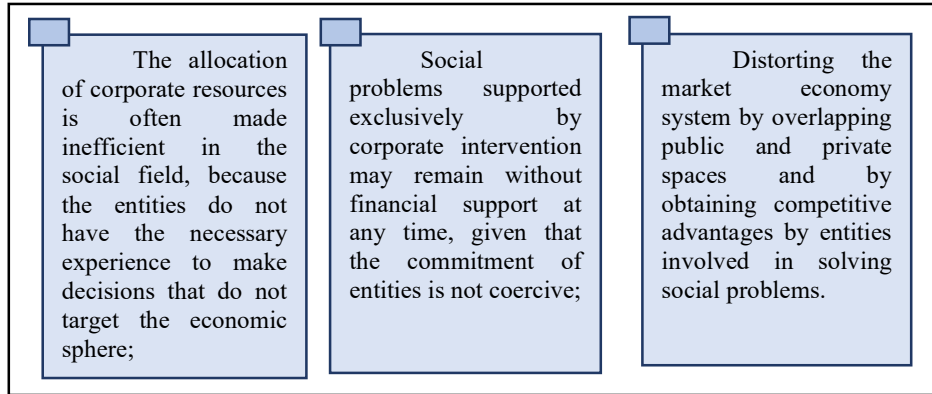 The allocation
of corporate resources
is often made
inefficient in the
social field, because
the entities do not
have the necessary
experience to make
decisions that do not
target the economic
sphere;
Social
problems supported
exclusively by
corporate intervention
may remain without
financial support at
any time, given that
the commitment of
entities is not coercive;
Distorting the
market economy
system by overlapping
public and private
spaces and by
obtaining competitive
advantages by entities
involved in solving
social problems.